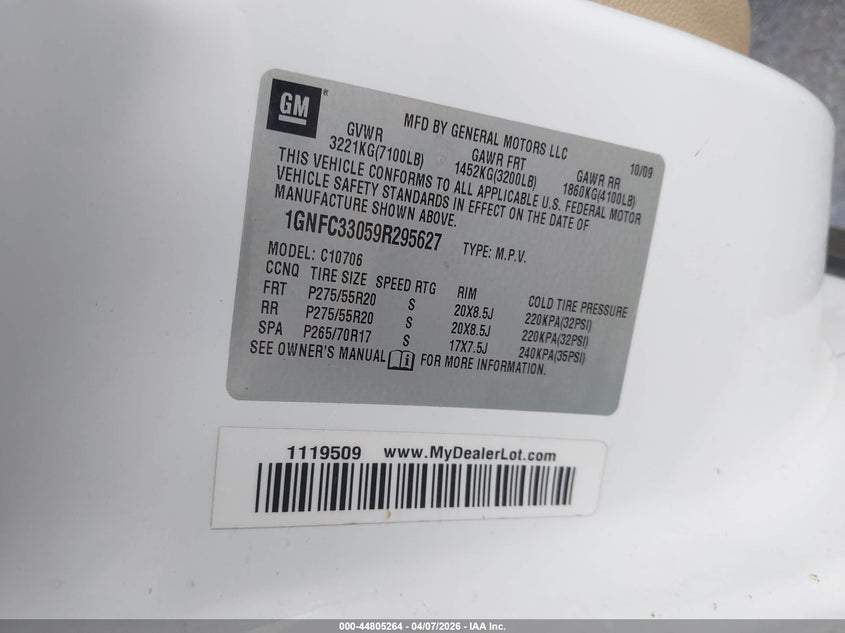 GM®
MFD BY GENERAL MOTORS LLC 10/09
GVWR GAWR FRT GAWR RR
3221KG(7100LB) 1452KG(3200LB) 1860KG(4100LB)
THIS VEHICLE CONFORMS TO ALL APPLICABLE U.S. FEDERAL MOTOR
VEHICLE SAFETY STANDARDS IN EFFECT ON THE DATE OF
MANUFACTURE SHOWN ABOVE.
1GNFC33059R295627 TYPE: M.P.V.
MODEL: C10706
CCNQ TIRE SIZE SPEED RTG RIM COLD TIRE PRESSURE
FRT P275/55R20 S 20X8.5J 220KPA(32PSI)
RR P275/55R20 S 20X8.5J 220KPA(32PSI)
SPA P265/70R17 S 17X7.5J 240KPA(35PSI)
SEE OWNER'S MANUAL FOR MORE INFORMATION.
1119509 www.MyDealerLot.com
000-44805264 04/07/2026 - IAA Inc.